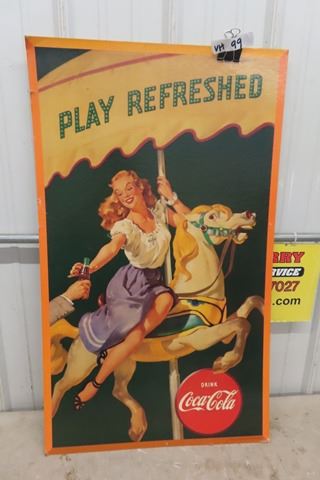 VH 99
PLAY REFRESHED
RRY
SERVICE
7027
.com
DRINK
Coca-Cola